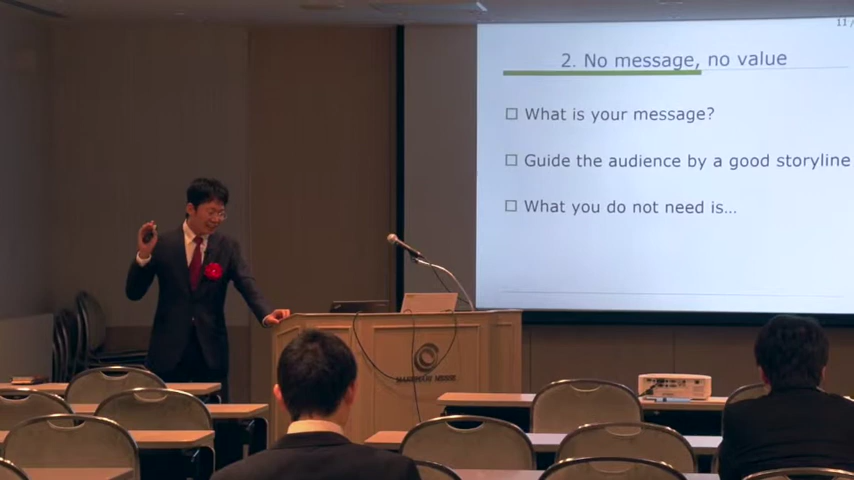 11/
2. No message, no value
□ What is your message?
□ Guide the audience by a good storyline
□ What you do not need is...